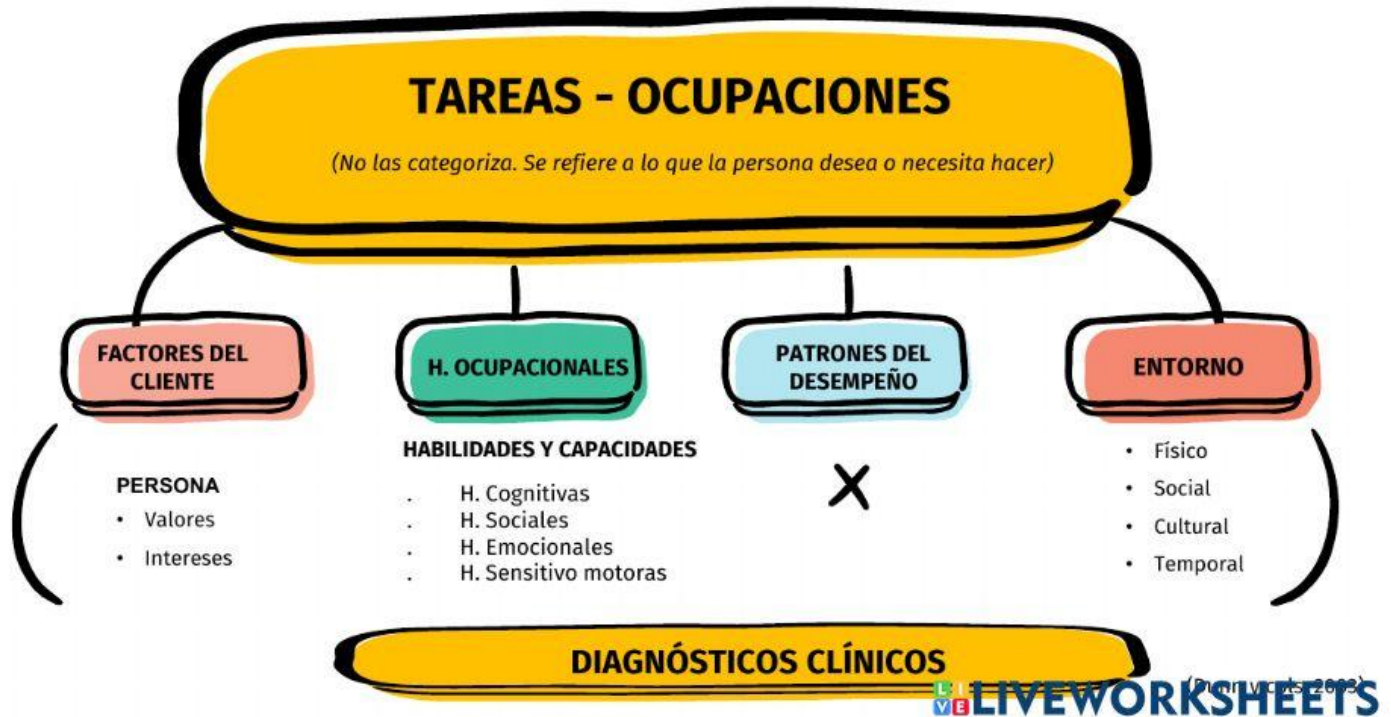 TAREAS - OCUPACIONES
(No las categoriza. Se refiere a lo que la persona desea o necesita hacer)
FACTORES DEL
CLIENTE
H. OCUPACIONALES
PATRONES DEL
DESEMPEÑO
ENTORNO
PERSONA
• Valores
• Intereses
HABILIDADES Y CAPACIDADES
. H. Cognitivas
. H. Sociales
. H. Emocionales
. H. Sensitivo motoras
X
• Físico
• Social
• Cultural
• Temporal
DIAGNÓSTICOS CLÍNICOS
LIVE LIVEWORKSHEETS